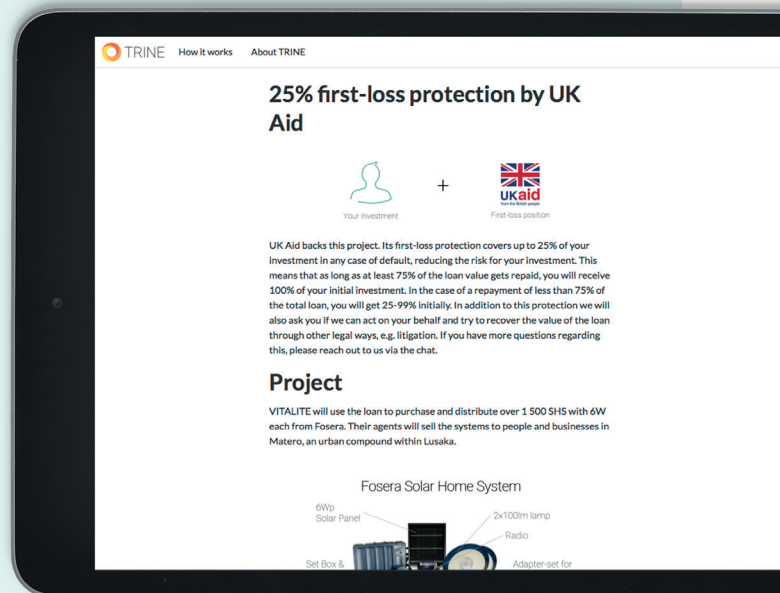 TRINE How it works About TRINE
25% first-loss protection by UK
Aid
+
UKaid
from the British people
Your Investment
First-loss position
UK Aid backs this project. Its first-loss protection covers up to 25% of your
investment in any case of default, reducing the risk for your investment. This
means that as long as at least 75% of the loan value gets repaid, you will receive
100% of your initial investment. In the case of a repayment of less than 75% of
the total loan, you will get 25-99% initially. In addition to this protection we will
also ask you if we can act on your behalf and try to recover the value of the loan
through other legal ways, e.g. litigation. If you have more questions regarding
this, please reach out to us via the chat.
Project
VITALITE will use the loan to purchase and distribute over 1 500 SHS with 6W
each from Fosera. Their agents will sell the systems to people and businesses in
Matero, an urban compound within Lusaka.
Fosera Solar Home System
6Wp
Solar Panel
2x100lm lamp
Radio
Set Box &
Adapter-set for